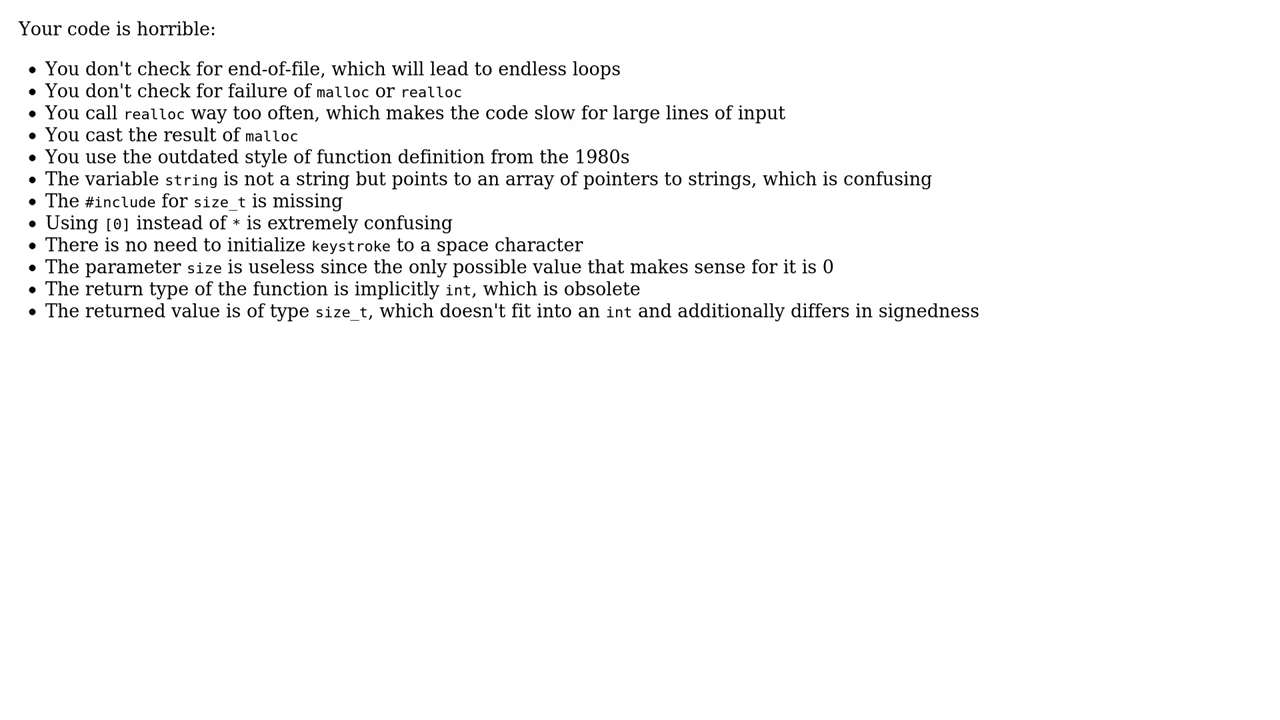 Your code is horrible:
• You don't check for end-of-file, which will lead to endless loops
• You don't check for failure of malloc or realloc
• You call realloc way too often, which makes the code slow for large lines of input
• You cast the result of malloc
• You use the outdated style of function definition from the 1980s
• The variable string is not a string but points to an array of pointers to strings, which is confusing
• The #include for size_t is missing
• Using [0] instead of * is extremely confusing
• There is no need to initialize keystroke to a space character
• The parameter size is useless since the only possible value that makes sense for it is 0
• The return type of the function is implicitly int, which is obsolete
• The returned value is of type size_t, which doesn't fit into an int and additionally differs in signedness